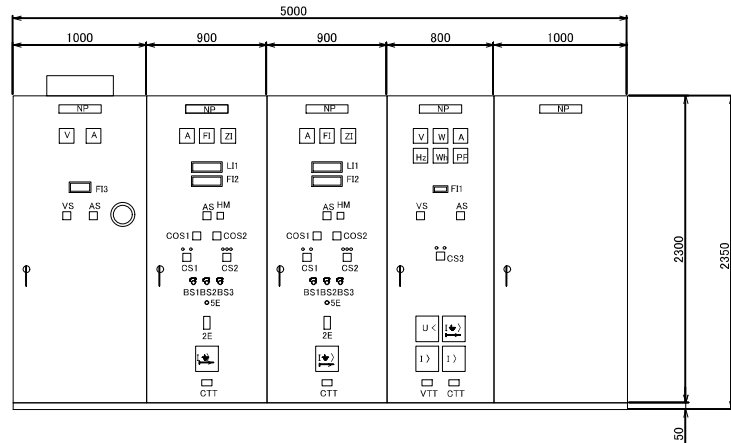 5000
1000 900 900 800 1000
NP NP NP NP NP
V A A FI ZI A FI ZI V W A
Hz Wh PF
LI1 LI1
FI3 FI2 FI2 FI1
VS AS AS HM AS HM VS AS
COS1 COS2 COS1 COS2
CS1 CS2 CS1 CS2 CS3
BS1BS2BS3 BS1BS2BS3
5E 5E
2E 2E
U <
I > I >
CTT CTT VTT CTT
2300
2350
50